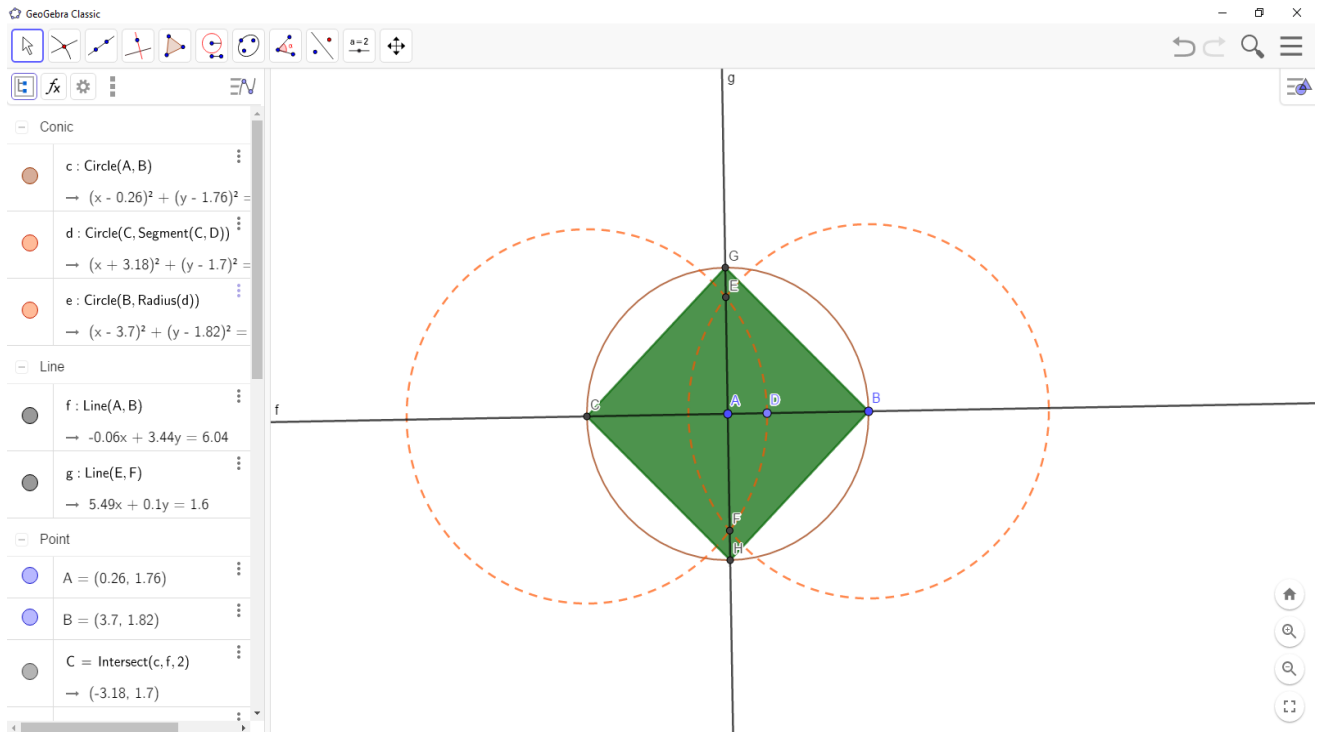 GeoGebra Classic
a=2
fx
Conic
c : Circle(A, B)
→ (x - 0.26)² + (y - 1.76)² =
d : Circle(C, Segment(C, D))
→ (x + 3.18)² + (y - 1.7)² =
e : Circle(B, Radius(d))
→ (x - 3.7)² + (y - 1.82)² =
Line
f : Line(A, B)
→ -0.06x + 3.44y = 6.04
g : Line(E, F)
→ 5.49x + 0.1y = 1.6
Point
A = (0.26, 1.76)
B = (3.7, 1.82)
C = Intersect(c, f, 2)
→ (-3.18, 1.7)
g
G
E
f
C
A
D
B
F
H